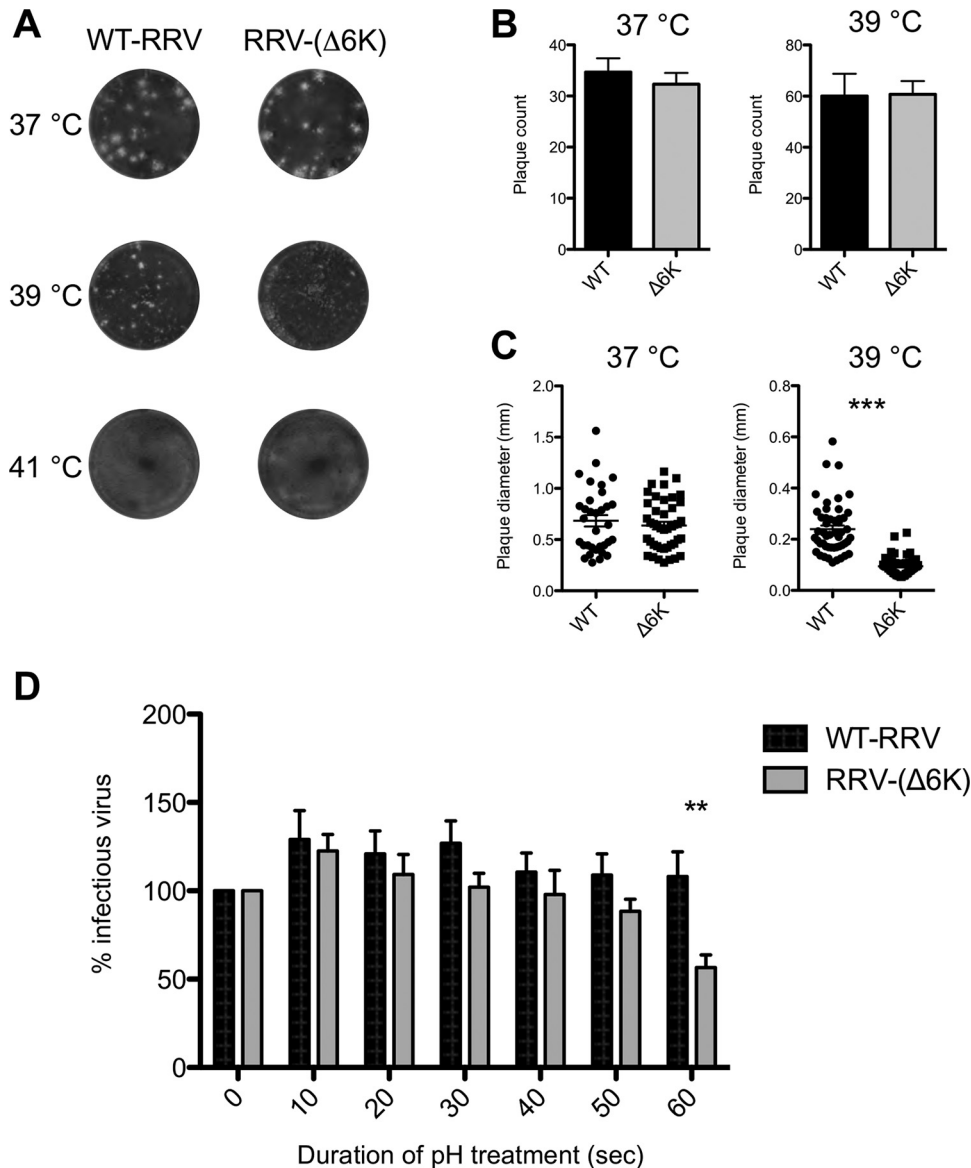 A
WT-RRV RRV-(Δ6K)
37 °C
39 °C
41 °C
B
37 °C 39 °C
Plaque count
40
30
20
10
0
WT Δ6K
Plaque count
80
60
40
20
0
WT Δ6K
C
37 °C 39 °C
Plaque diameter (mm)
2.0
1.5
1.0
0.5
0.0
WT Δ6K
Plaque diameter (mm)
0.8
0.6
0.4
0.2
0.0
***
WT Δ6K
D
% infectious virus
200
150
100
50
0
**
WT-RRV
RRV-(Δ6K)
0 10 20 30 40 50 60
Duration of pH treatment (sec)